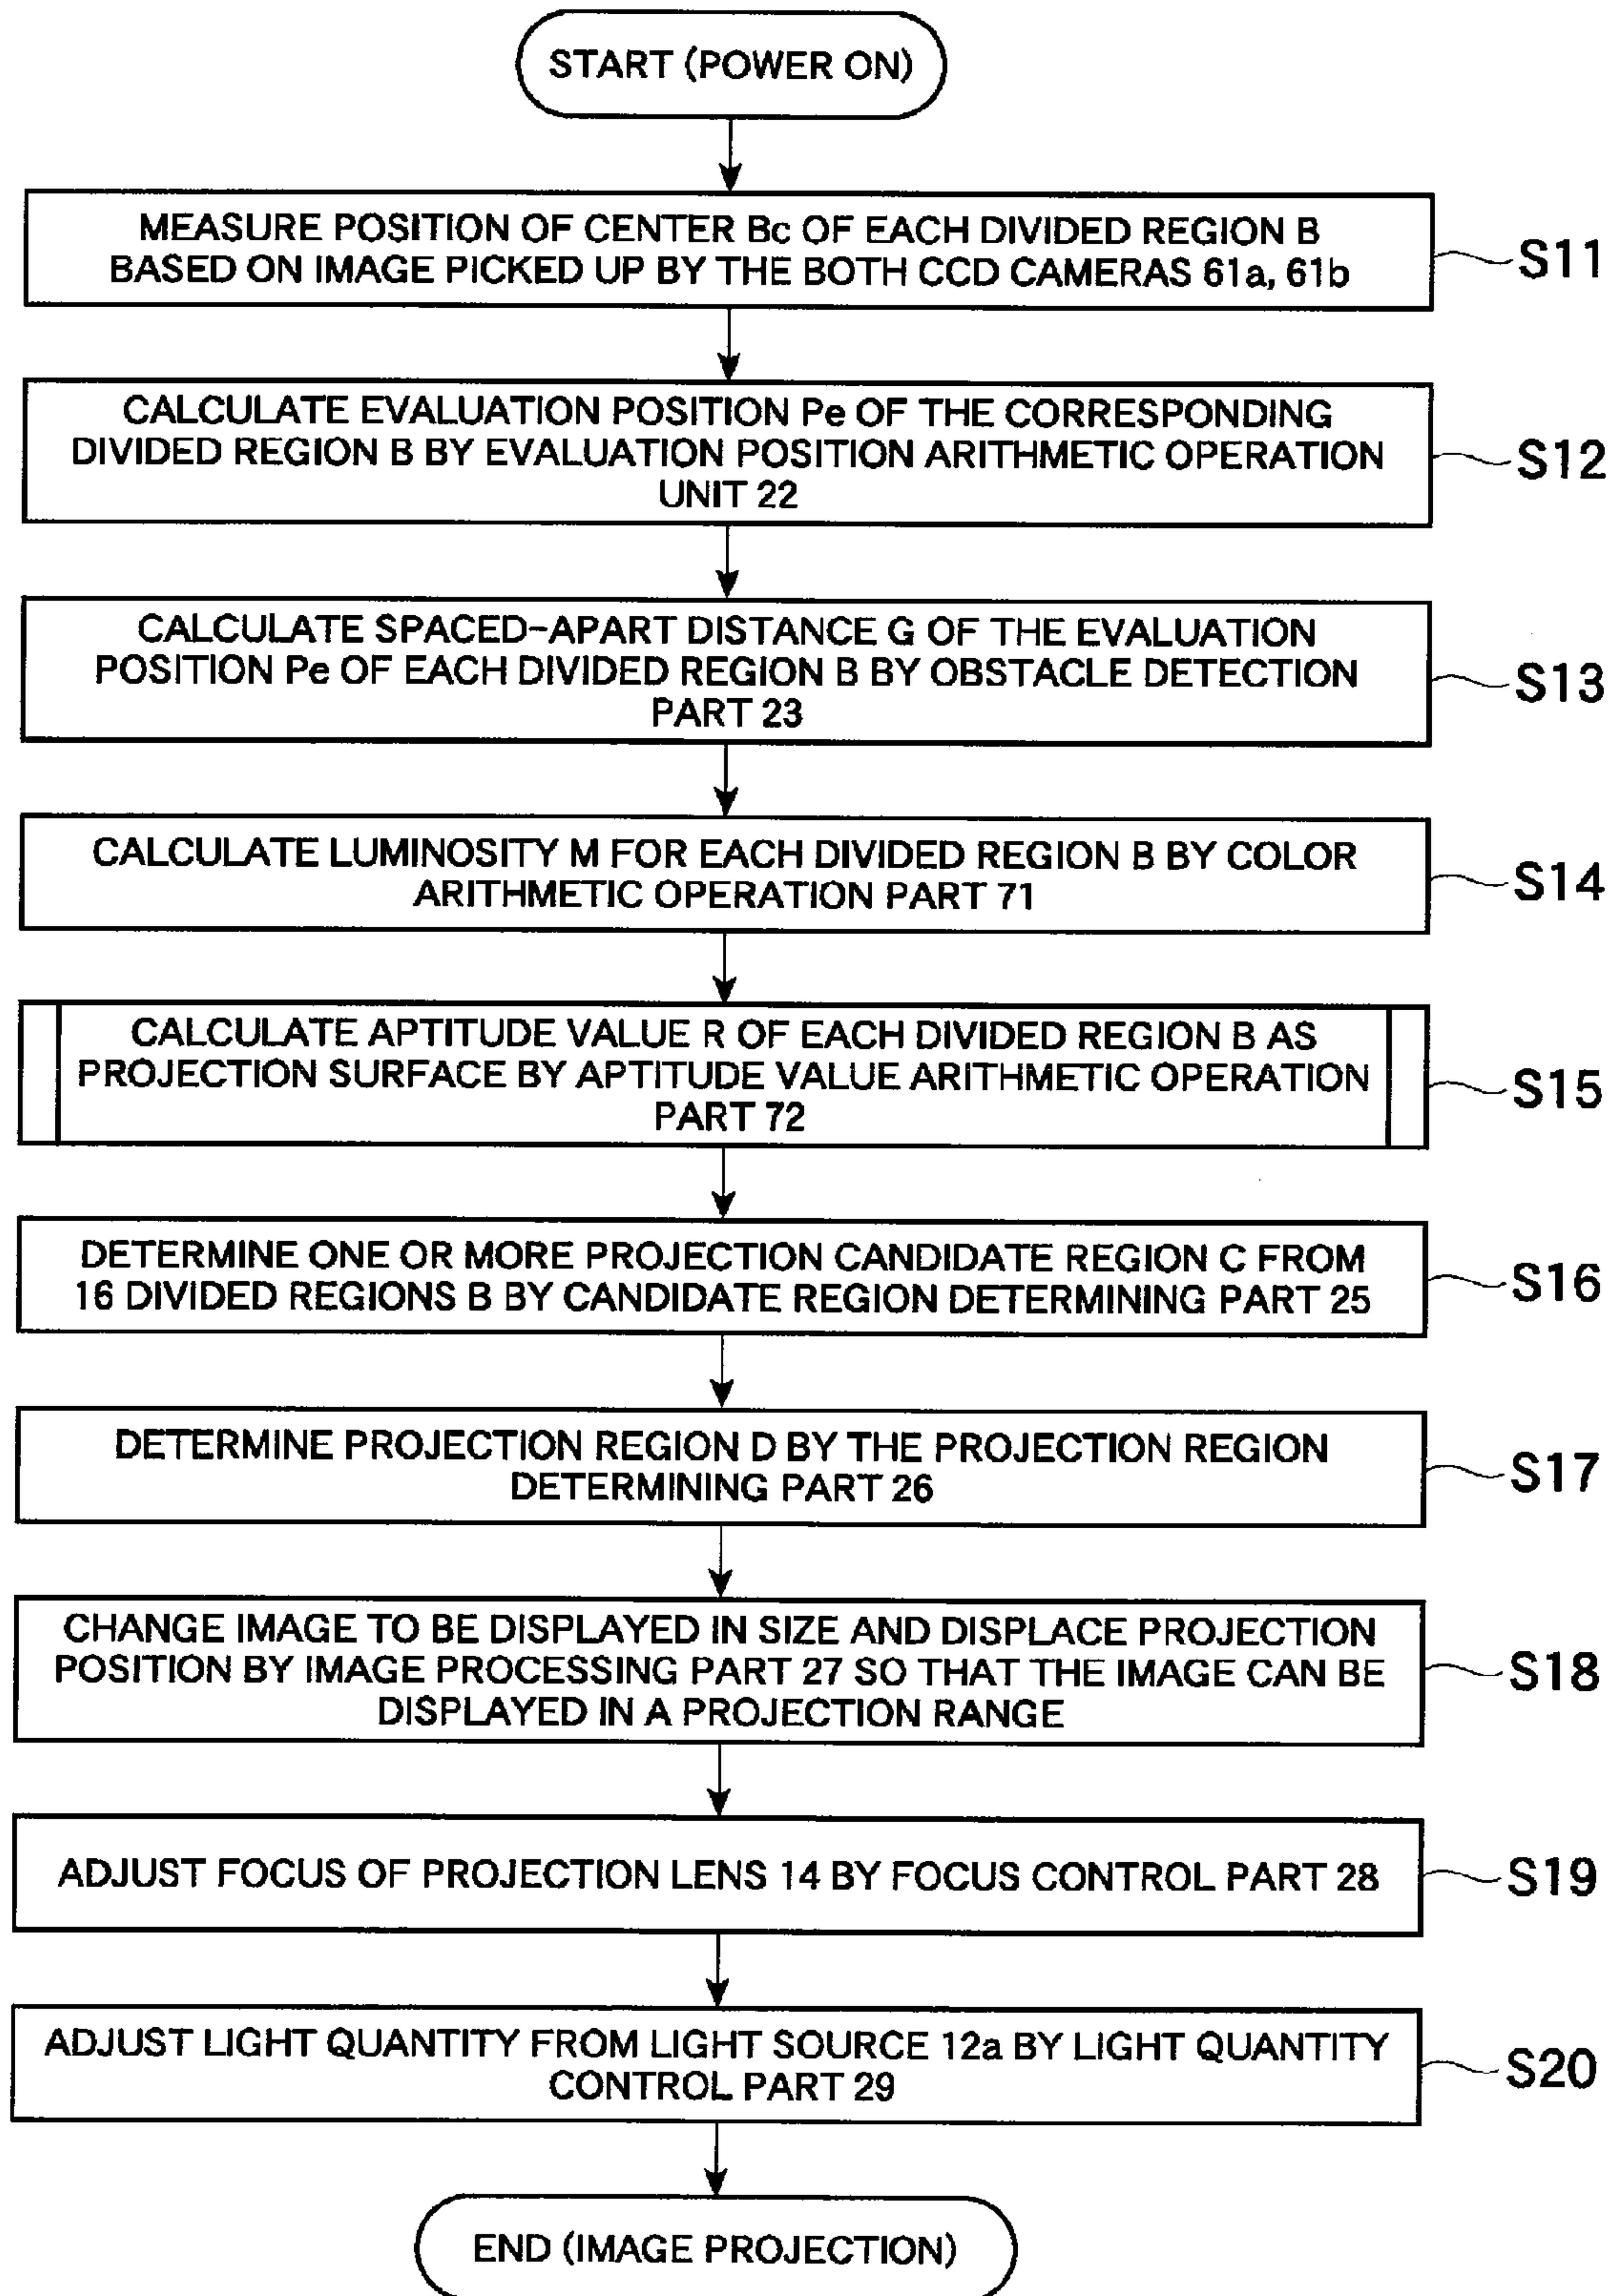 START (POWER ON)
MEASURE POSITION OF CENTER Bc OF EACH DIVIDED REGION B
BASED ON IMAGE PICKED UP BY THE BOTH CCD CAMERAS 61a, 61b
S11
CALCULATE EVALUATION POSITION Pe OF THE CORRESPONDING
DIVIDED REGION B BY EVALUATION POSITION ARITHMETIC OPERATION
UNIT 22
S12
CALCULATE SPACED-APART DISTANCE G OF THE EVALUATION
POSITION Pe OF EACH DIVIDED REGION B BY OBSTACLE DETECTION
PART 23
S13
CALCULATE LUMINOSITY M FOR EACH DIVIDED REGION B BY COLOR
ARITHMETIC OPERATION PART 71
S14
CALCULATE APTITUDE VALUE R OF EACH DIVIDED REGION B AS
PROJECTION SURFACE BY APTITUDE VALUE ARITHMETIC OPERATION
PART 72
S15
DETERMINE ONE OR MORE PROJECTION CANDIDATE REGION C FROM
16 DIVIDED REGIONS B BY CANDIDATE REGION DETERMINING PART 25
S16
DETERMINE PROJECTION REGION D BY THE PROJECTION REGION
DETERMINING PART 26
S17
CHANGE IMAGE TO BE DISPLAYED IN SIZE AND DISPLACE PROJECTION
POSITION BY IMAGE PROCESSING PART 27 SO THAT THE IMAGE CAN BE
DISPLAYED IN A PROJECTION RANGE
S18
ADJUST FOCUS OF PROJECTION LENS 14 BY FOCUS CONTROL PART 28
S19
ADJUST LIGHT QUANTITY FROM LIGHT SOURCE 12a BY LIGHT QUANTITY
CONTROL PART 29
S20
END (IMAGE PROJECTION)